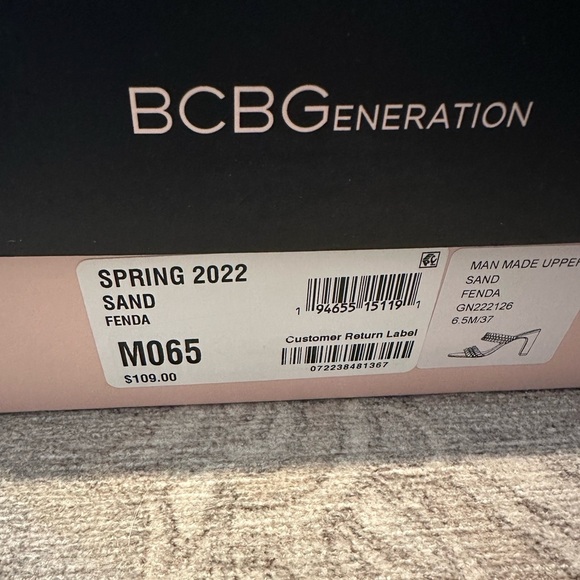 BCBGENERATION
SPRING 2022
SAND
FENDA
M065
$109.00
1 94655 15119 1
Customer Return Label
072238481367
MAN MADE UPPER
SAND
FENDA
GN222126
6.5M/37